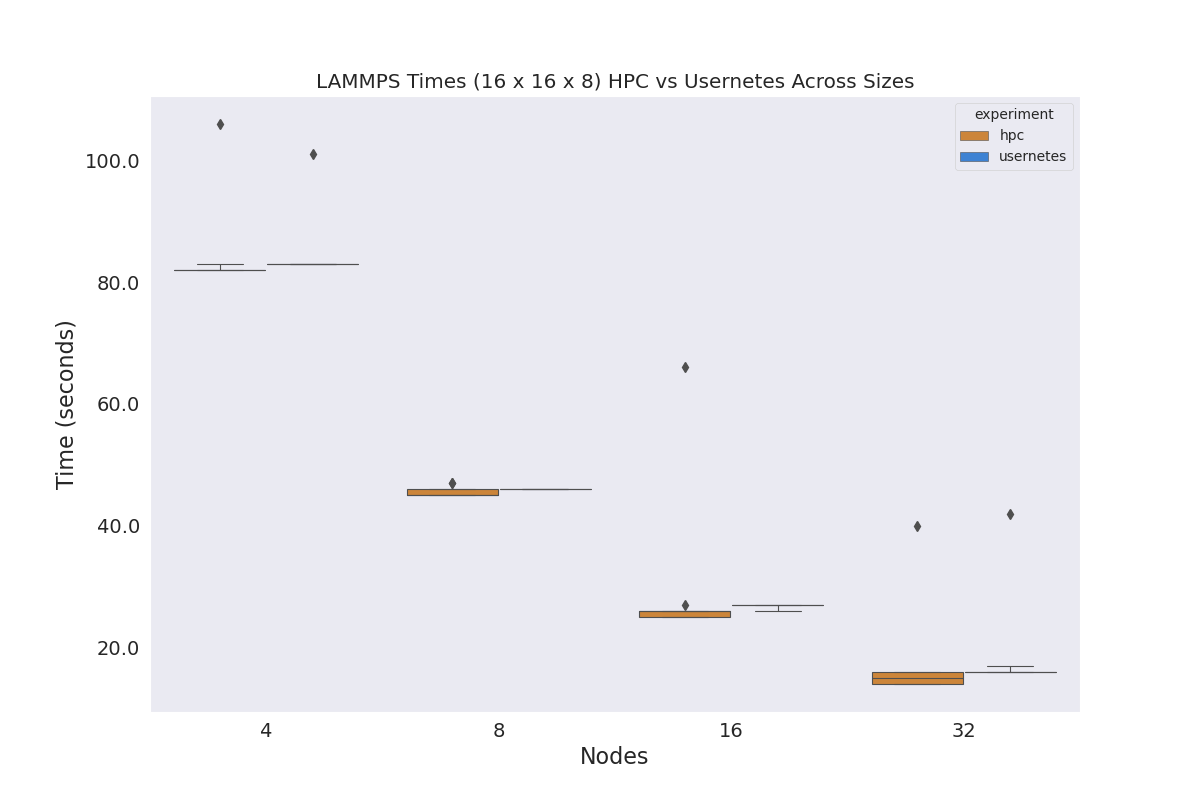 LAMMPS Times (16 x 16 x 8) HPC vs Usernetes Across Sizes
experiment
hpc
usernetes
100.0
80.0
60.0
40.0
20.0
Time (seconds)
4 8 16 32
Nodes